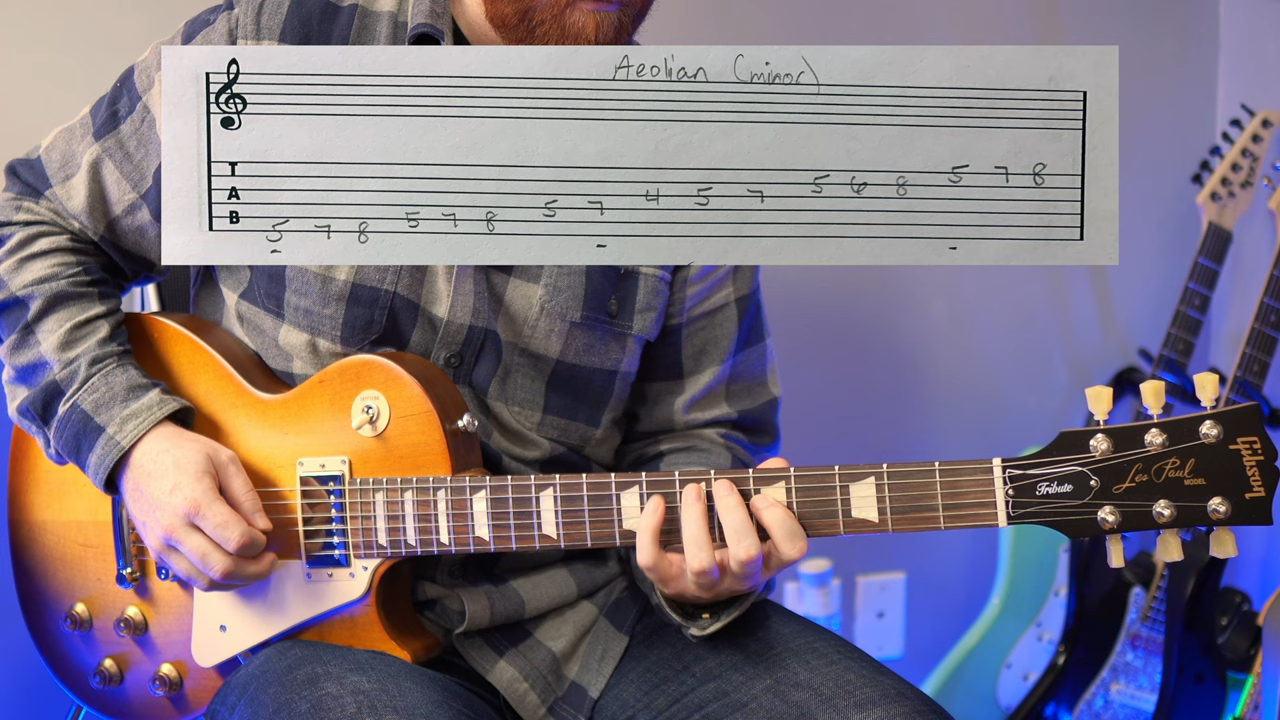 Aeolian (minor)
T
A
B
5 7 8 5 7 8 5 7 4 5 7 5 6 8 5 7 8
Tribute
Les Paul
MODEL
Gibson